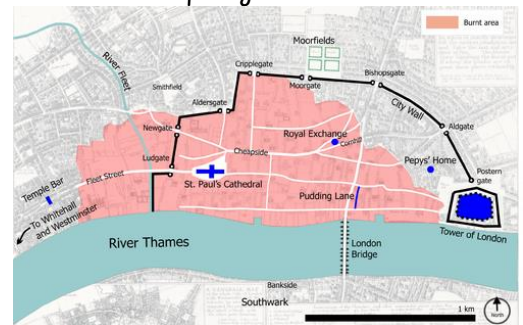 Burnt area
Moorfields
River Fleet
Cripplegate
Bishopsgate
Smithfield
Moorgate
City Wall
Aldersgate
Aldgate
Newgate
Royal Exchange
Cornhill
Cheapside
Pepys' Home
Ludgate
Postern
gate
Temple Bar
Fleet Street
St. Paul's Cathedral
Pudding Lane
To Whitehall
and Westminster
Tower of London
River Thames
London
Bridge
Bankside
Southwark
1 km
North